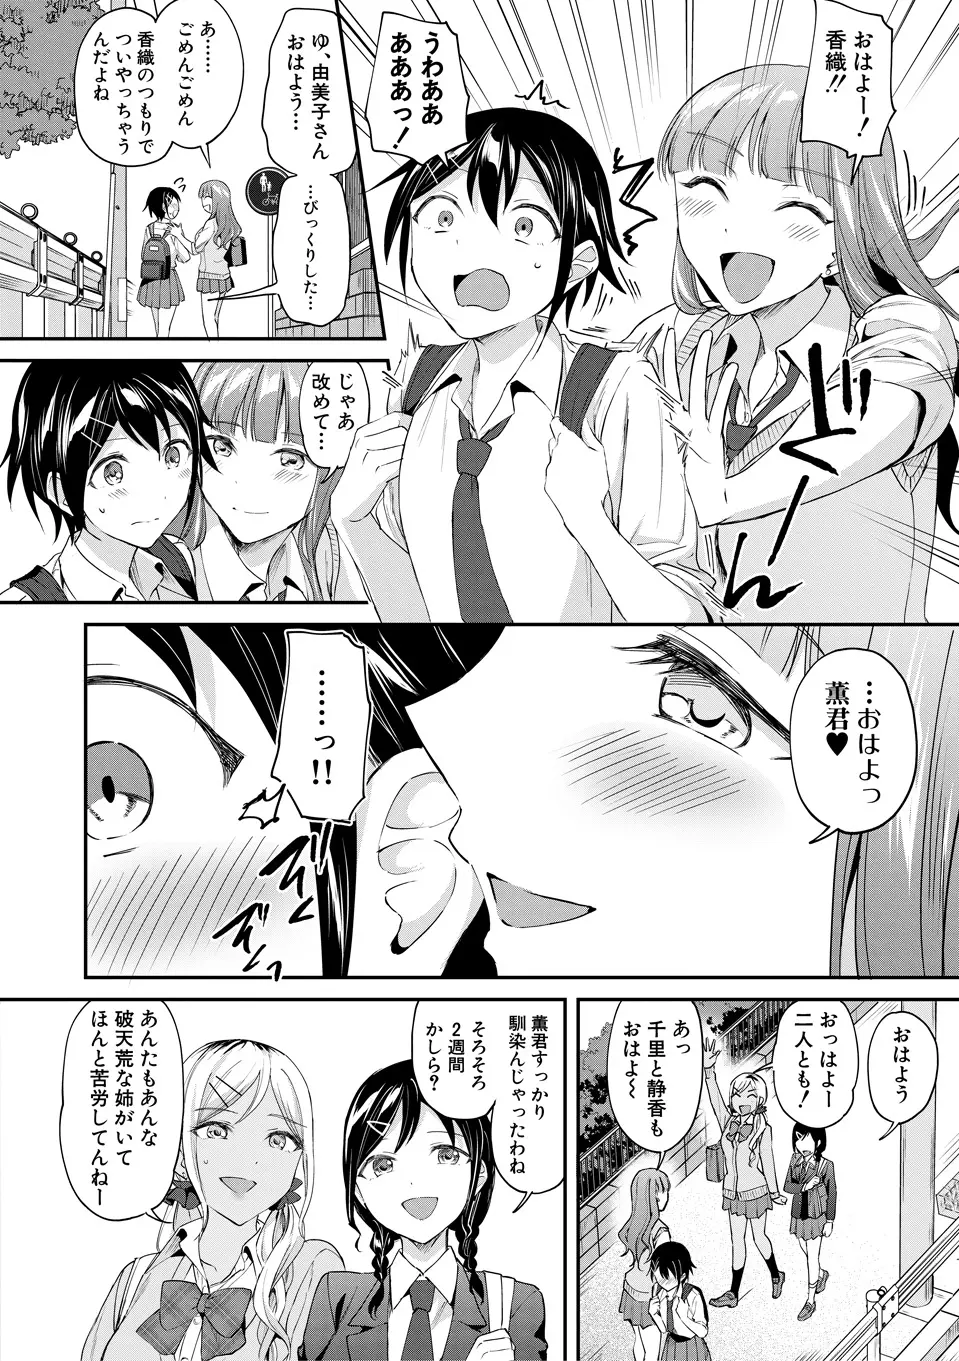 おはよー!
香織!!
うわああ
あああっ!
ドンッ
ゆ、由美子さん
おはよう…
…びっくりした…
あ……
ごめんごめん
香織のつもりで
ついやっちゃう
んだよね
じゃあ
改めて…
…おはよっ
薫君♥
……っ!!
おはよう
おっはよー
二人とも!
あっ
千里と静香も
おはよ〜
薫君すっかり
馴染んじゃったわね
そろそろ
2週間
かしら?
あんたもあんな
破天荒な姉がいて
ほんと苦労してんねー